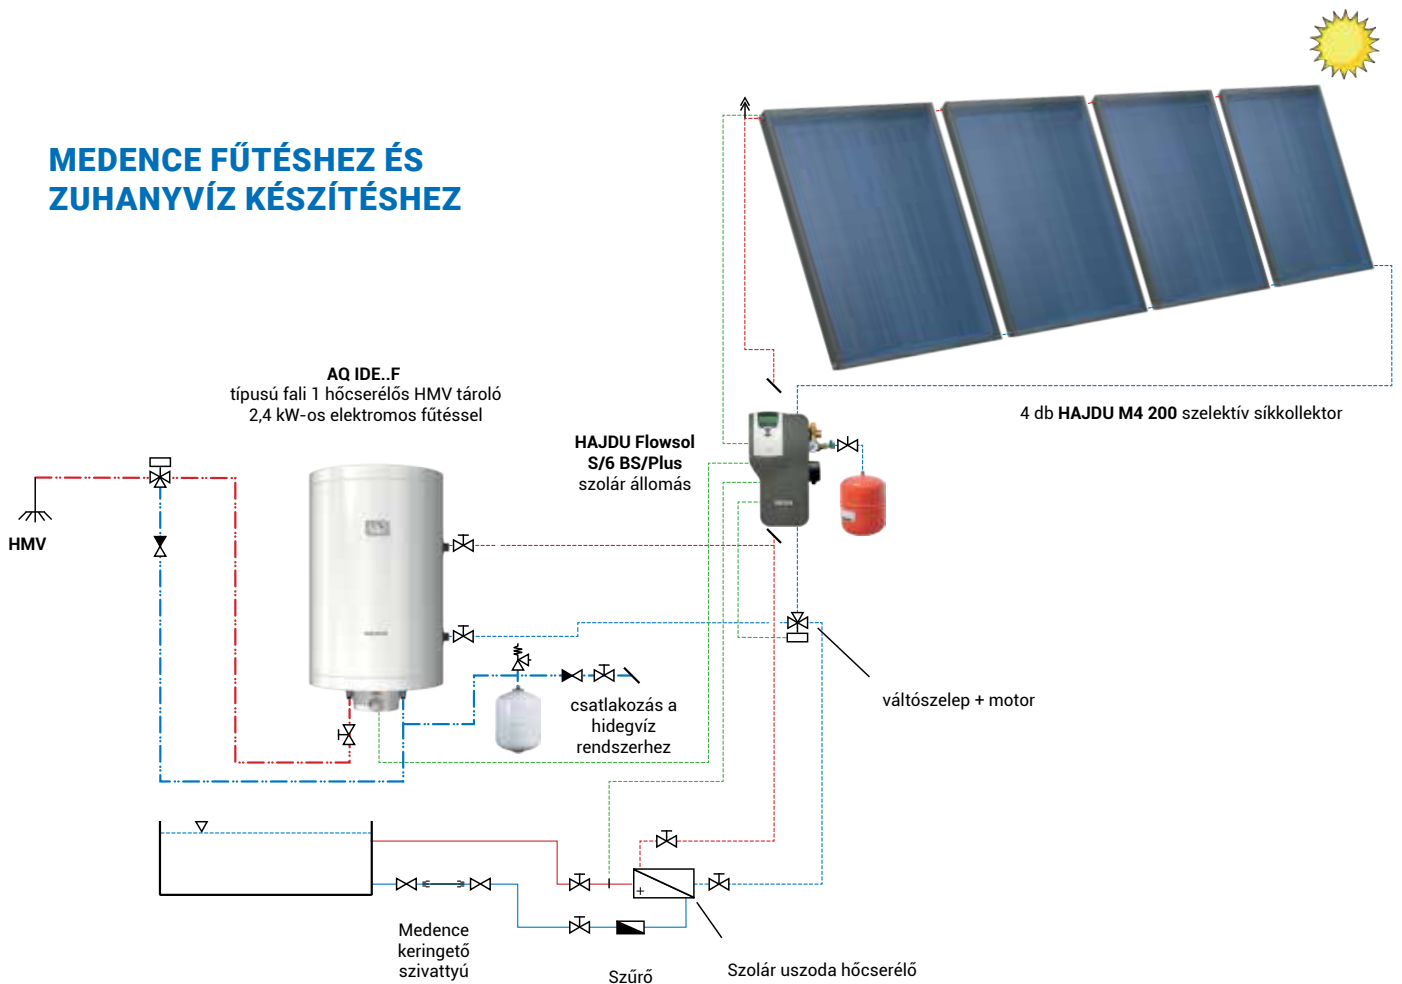 MEDENCE FŰTÉSHEZ ÉS
ZUHANYVÍZ KÉSZÍTÉSHEZ
AQ IDE..F
típusú fali 1 hőcserélős HMV tároló
2,4 kW-os elektromos fűtéssel
4 db HAJDU M4 200 szelektív síkkollektor
HAJDU Flowsol
S/6 BS/Plus
szolár állomás
HMV
csatlakozás a
hidegvíz
rendszerhez
váltószelep + motor
+
Medence
keringető
szivattyú
Szűrő
Szolár uszoda hőcserélő